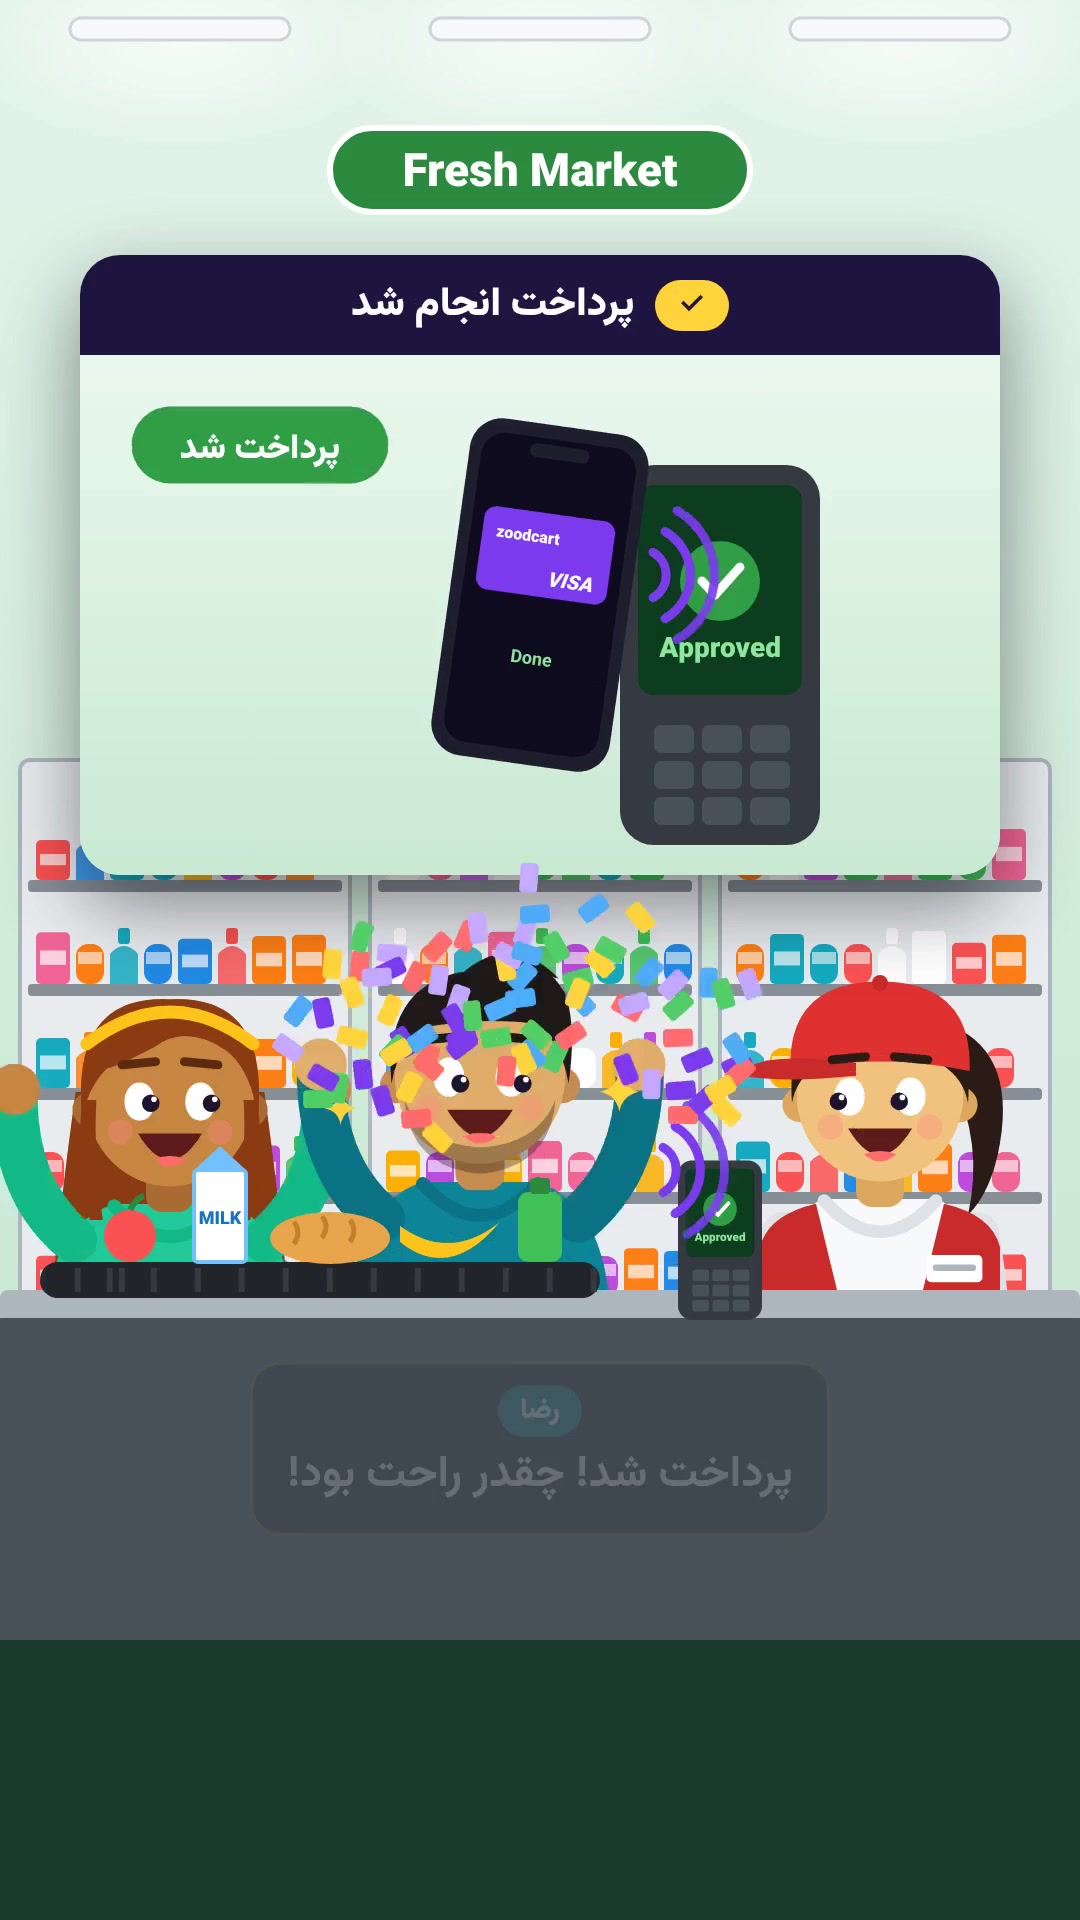 Fresh Market
پرداخت انجام شد
پرداخت شد
zoodcart
VISA
Done
Approved
MILK
Approved
رضا
پرداخت شد! چقدر راحت بود!